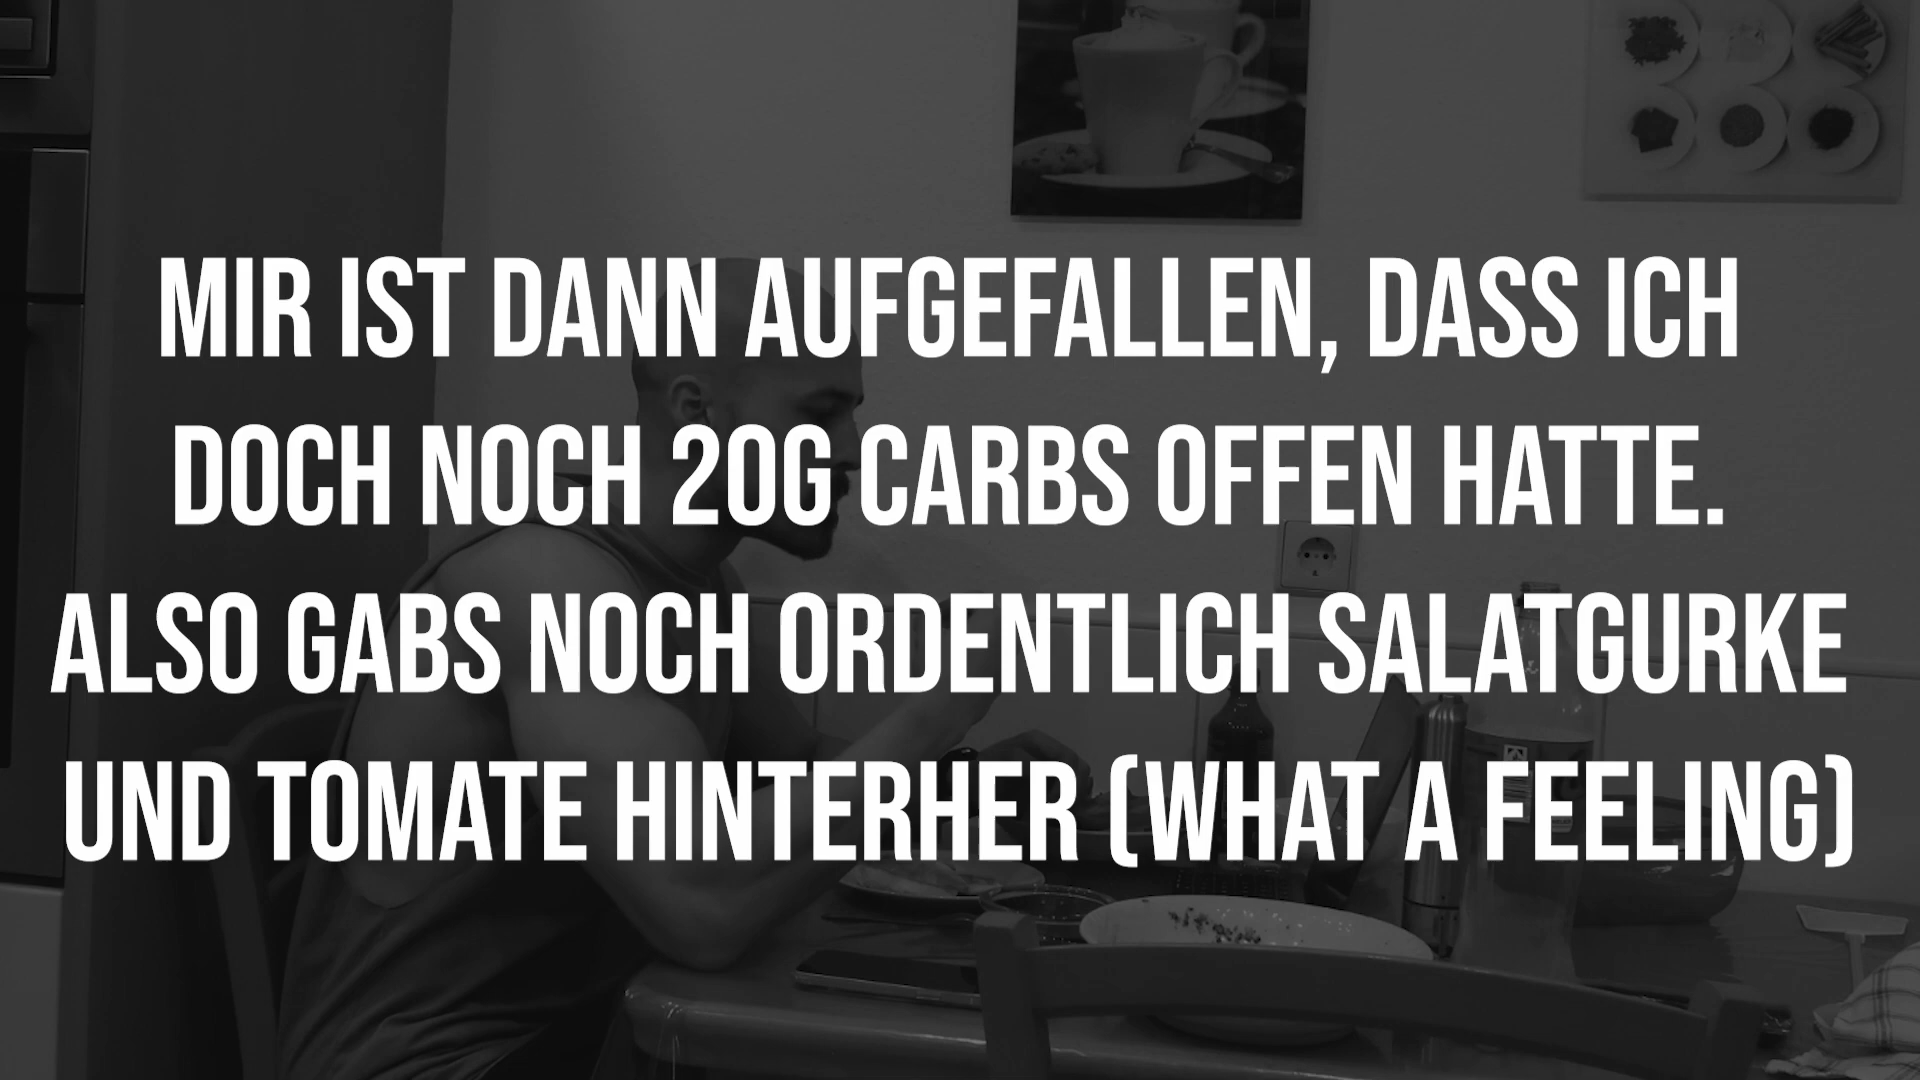 MIR IST DANN AUFGEFALLEN, DASS ICH
DOCH NOCH 20G CARBS OFFEN HATTE.
ALSO GABS NOCH ORDENTLICH SALATGURKE
UND TOMATE HINTERHER (WHAT A FEELING)